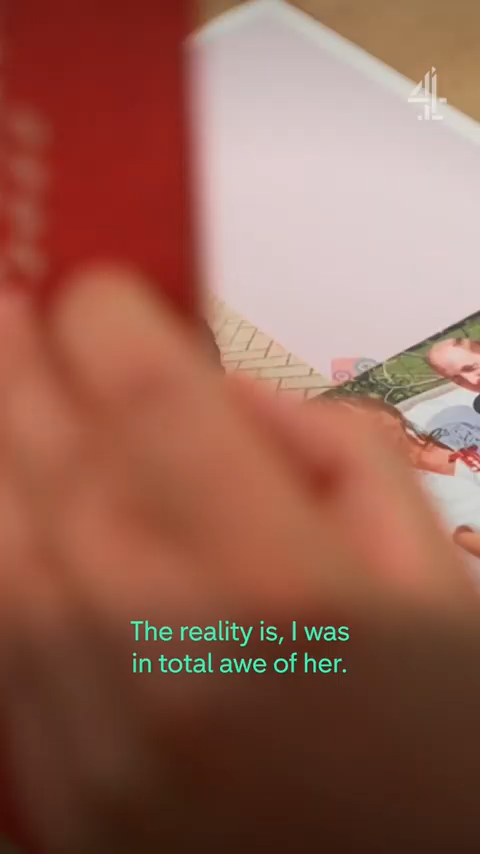 The reality is, I was
in total awe of her.